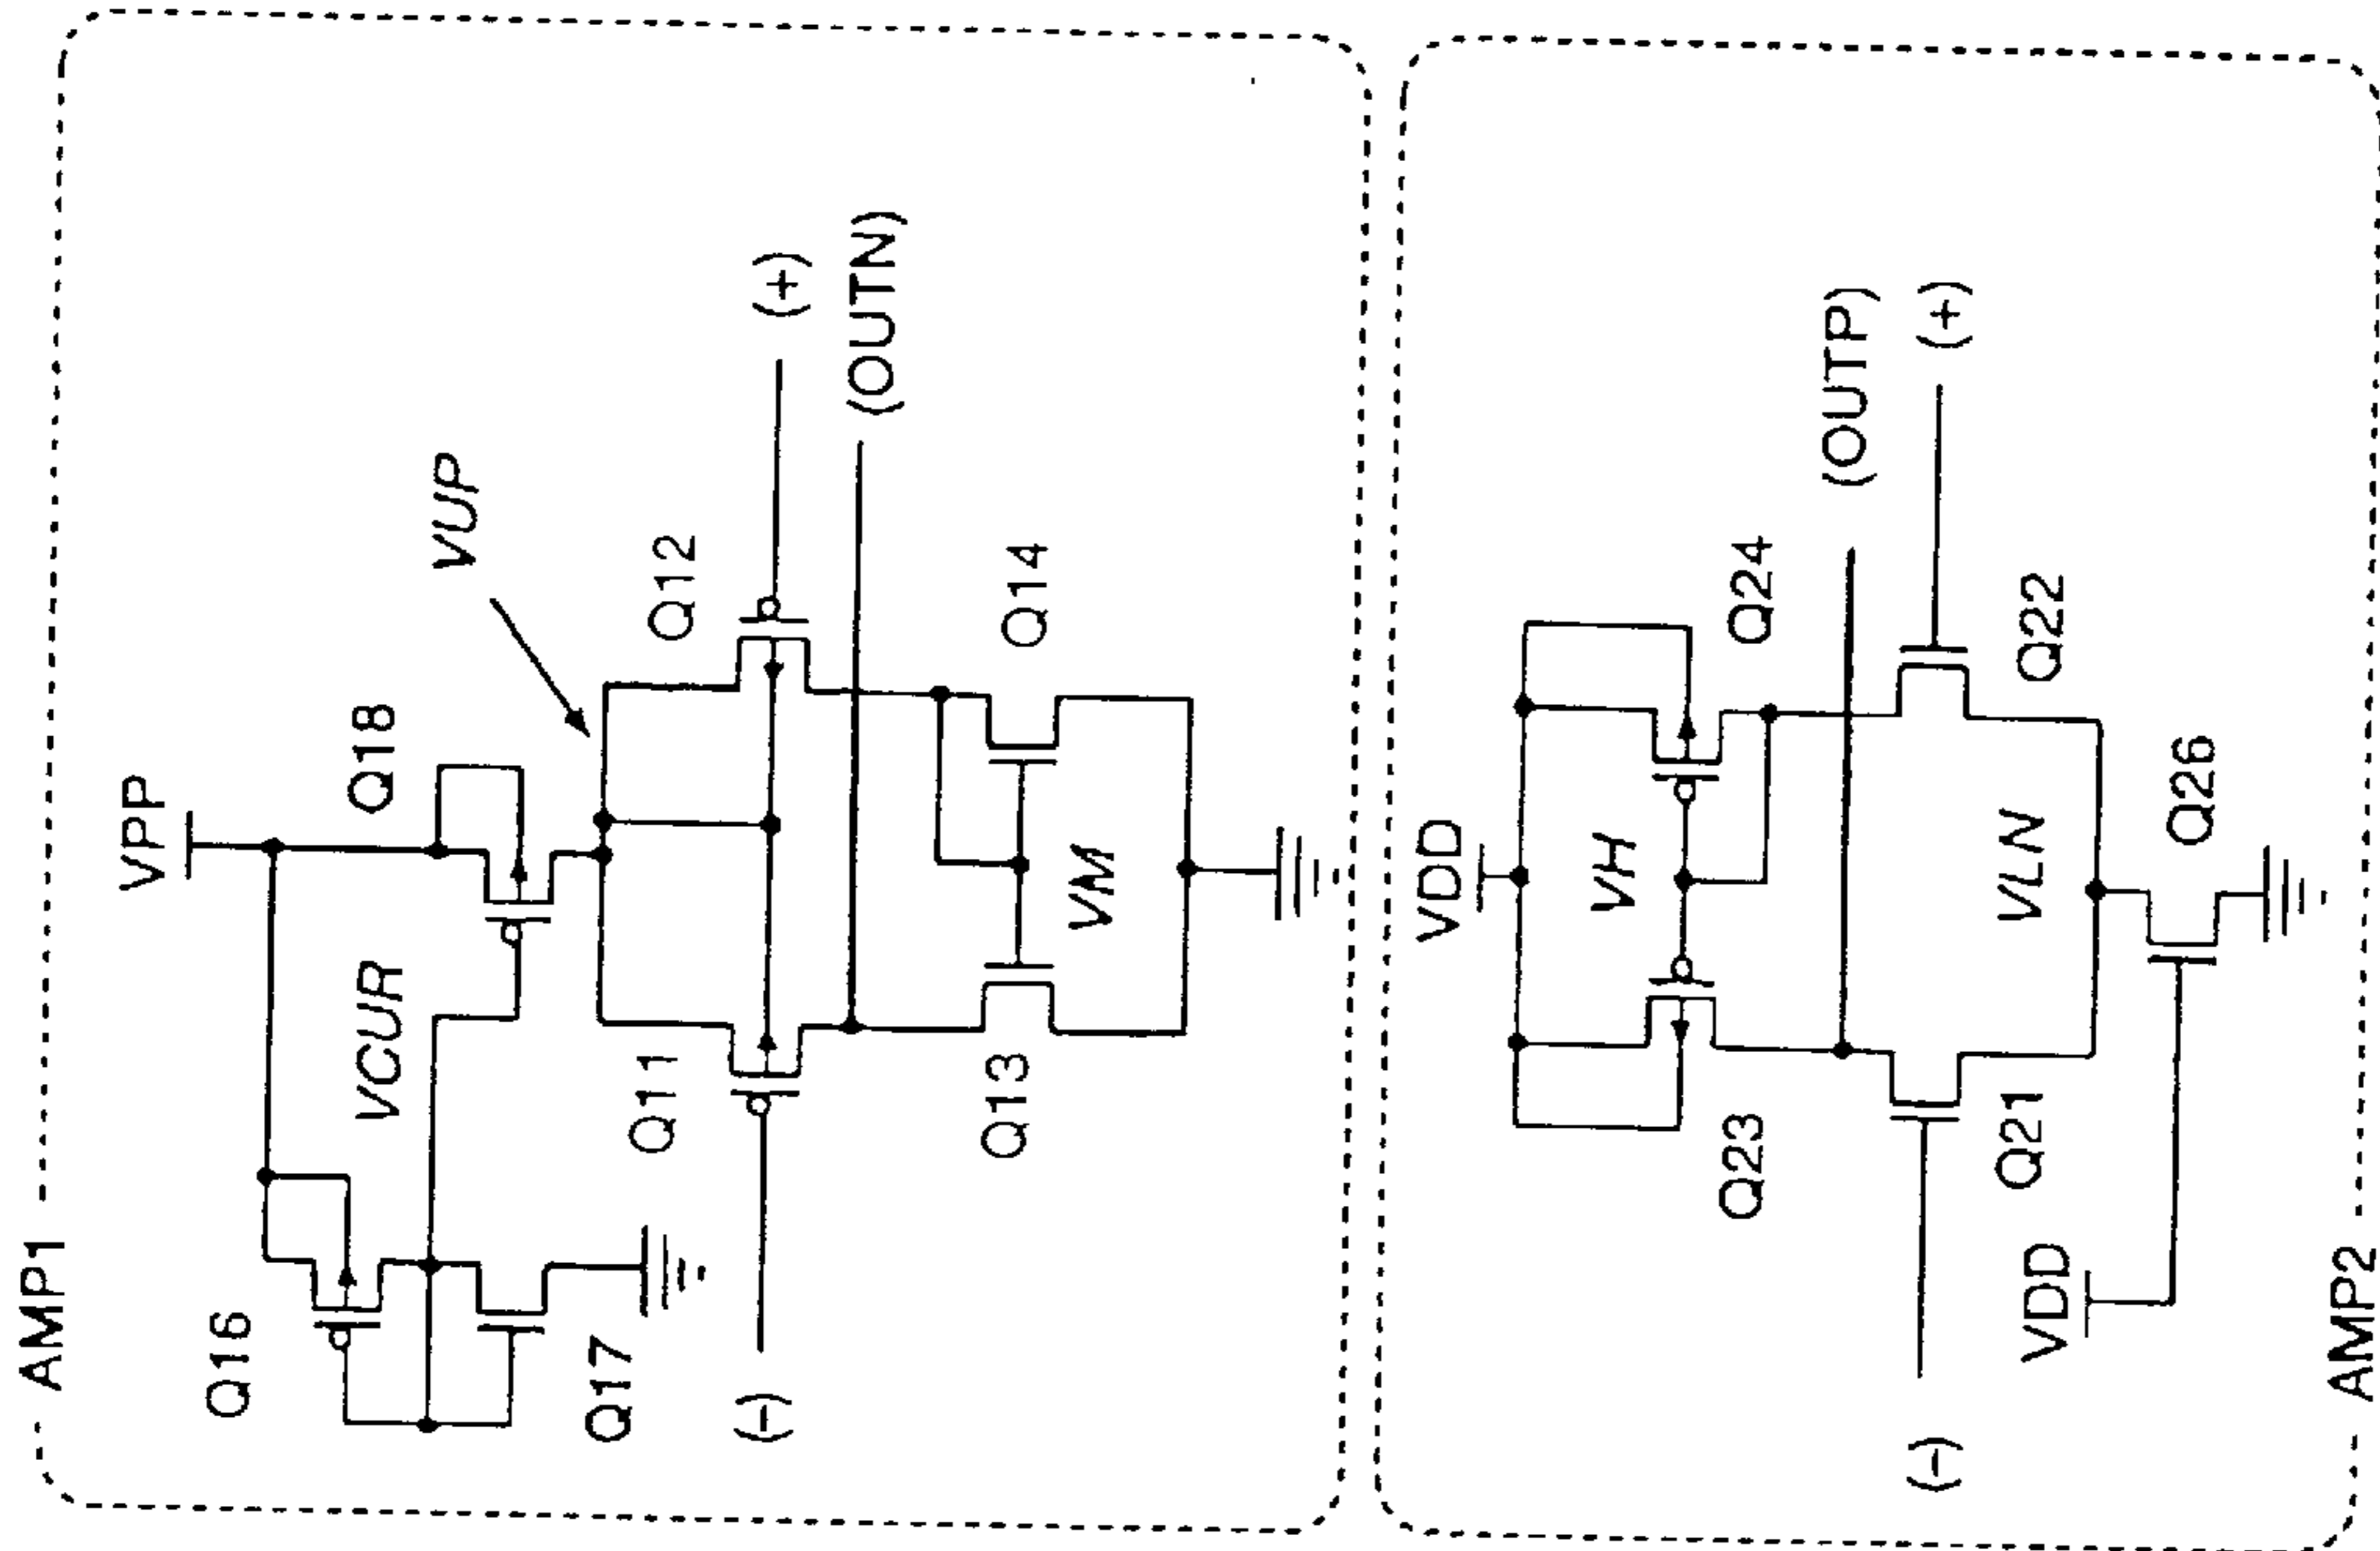 AMP1
VPP
Q16
VCUR
Q18
VUP
Q17
Q11
Q12
(-)
(+)
(OUTN)
Q13
VM
Q14
AMP2
VDD
Q23
VH
Q24
(OUTP)
(-)
(+)
Q21
VLN
Q22
VDD
Q26